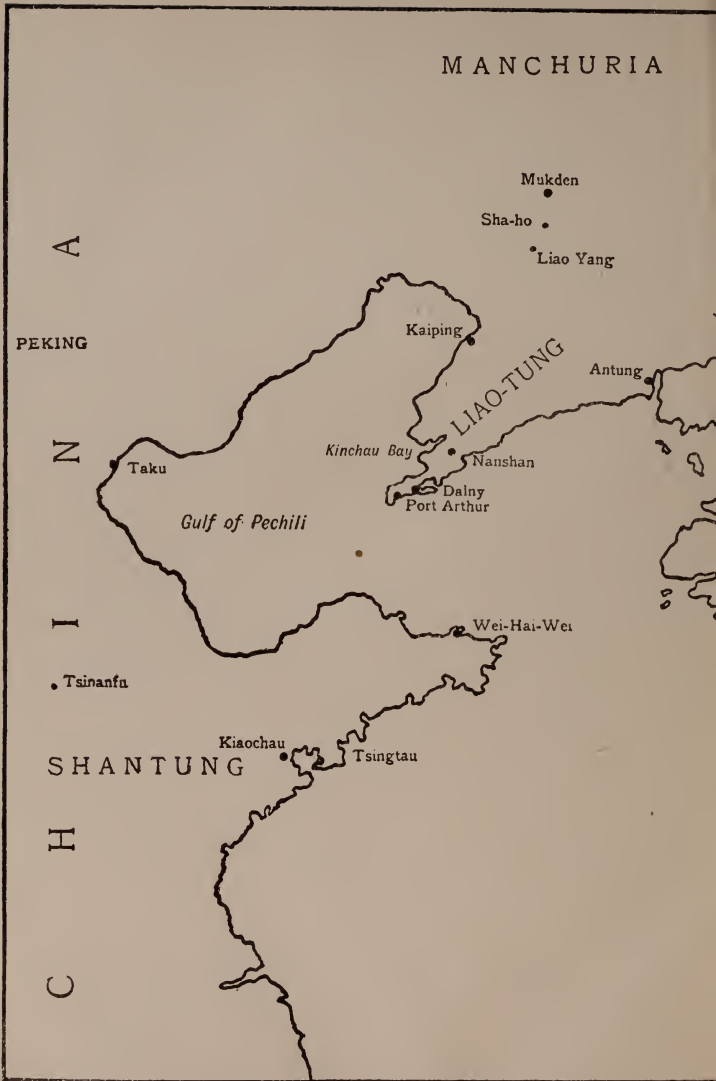 MANCHURIA
Mukden
Sha-ho
Liao Yang
PEKING
Kaiping
LIAO-TUNG
Antung
Kinchau Bay
Nanshan
Taku
Dalny
Port Arthur
Gulf of Pechili
Wei-Hai-Wei
Tsinanfu
Kiaochau
Tsingtau
SHANTUNG
CHINA